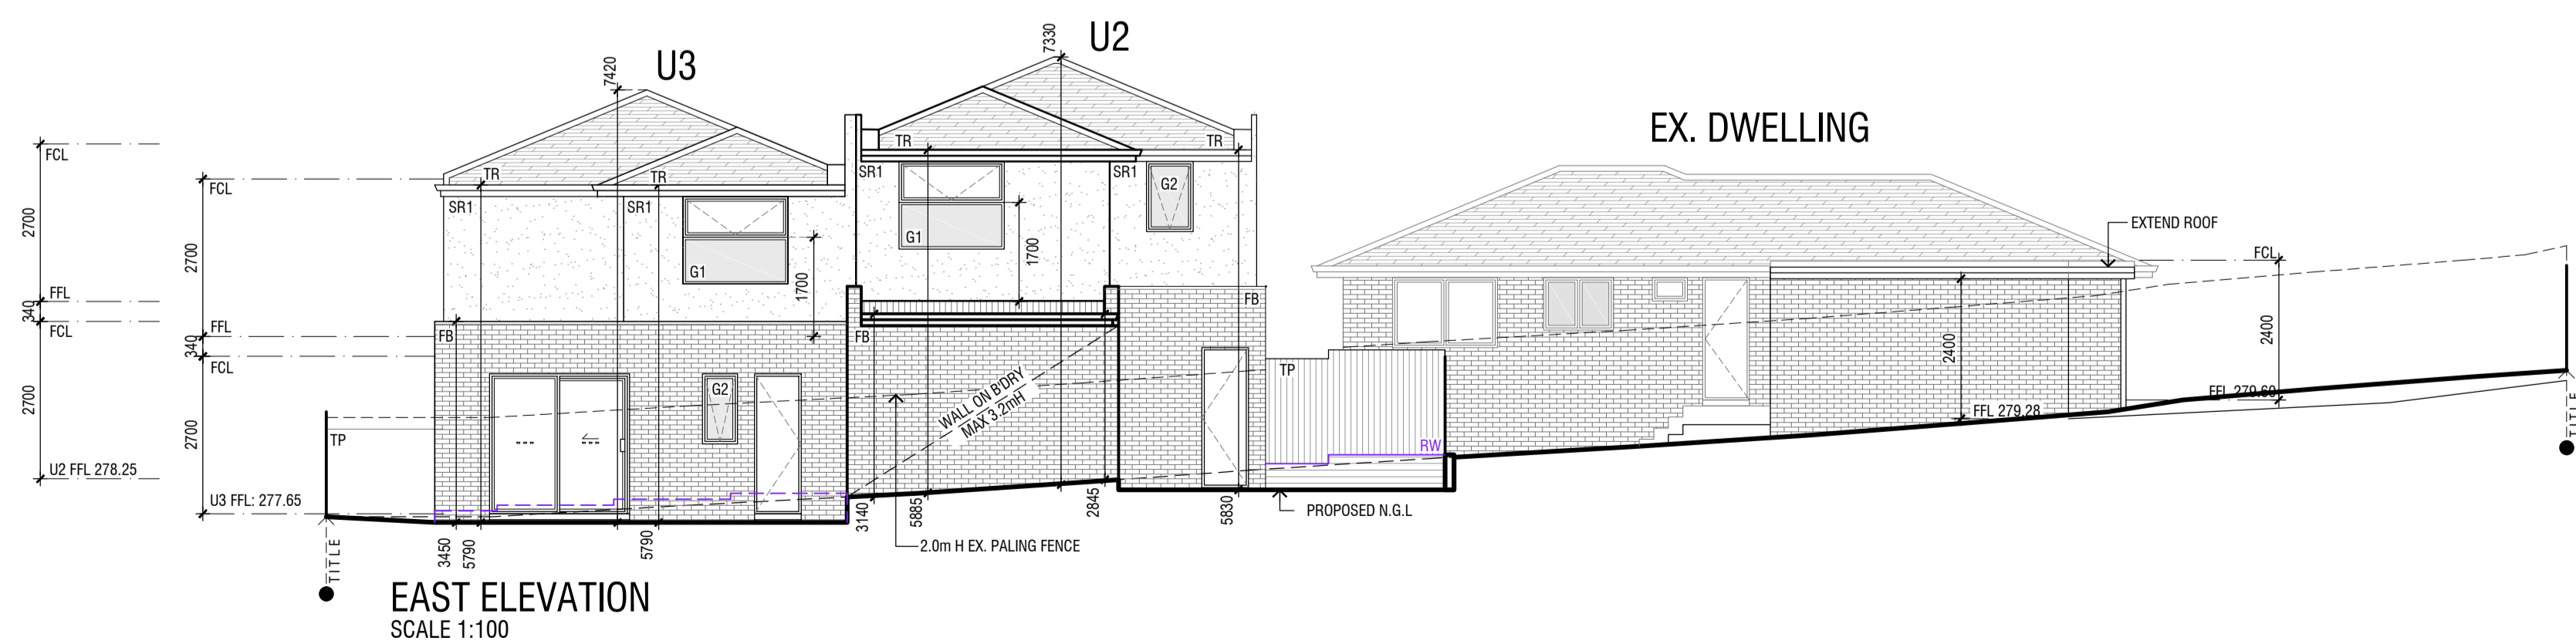 U3
U2
EX. DWELLING
7420
7330
FCL
FCL
2700
340
2700
FFL
FCL
2700
340
2700
FFL
FCL
U2 FFL 278.25
U3 FFL: 277.65
TR
TR
SR1
SR1
G1
1700
FB
G2
TP
TR
TR
SR1
SR1
G1
G2
1700
FB
FB
WALL ON B'DRY
MAX 3.2mH
TP
RW
EXTEND ROOF
FCL
2400
2400
FFL 279.69
FFL 279.28
3450
5790
5790
3140
5885
2845
5830
PROPOSED N.G.L
2.0m H EX. PALING FENCE
TITLE
TITLE
EAST ELEVATION
SCALE 1:100